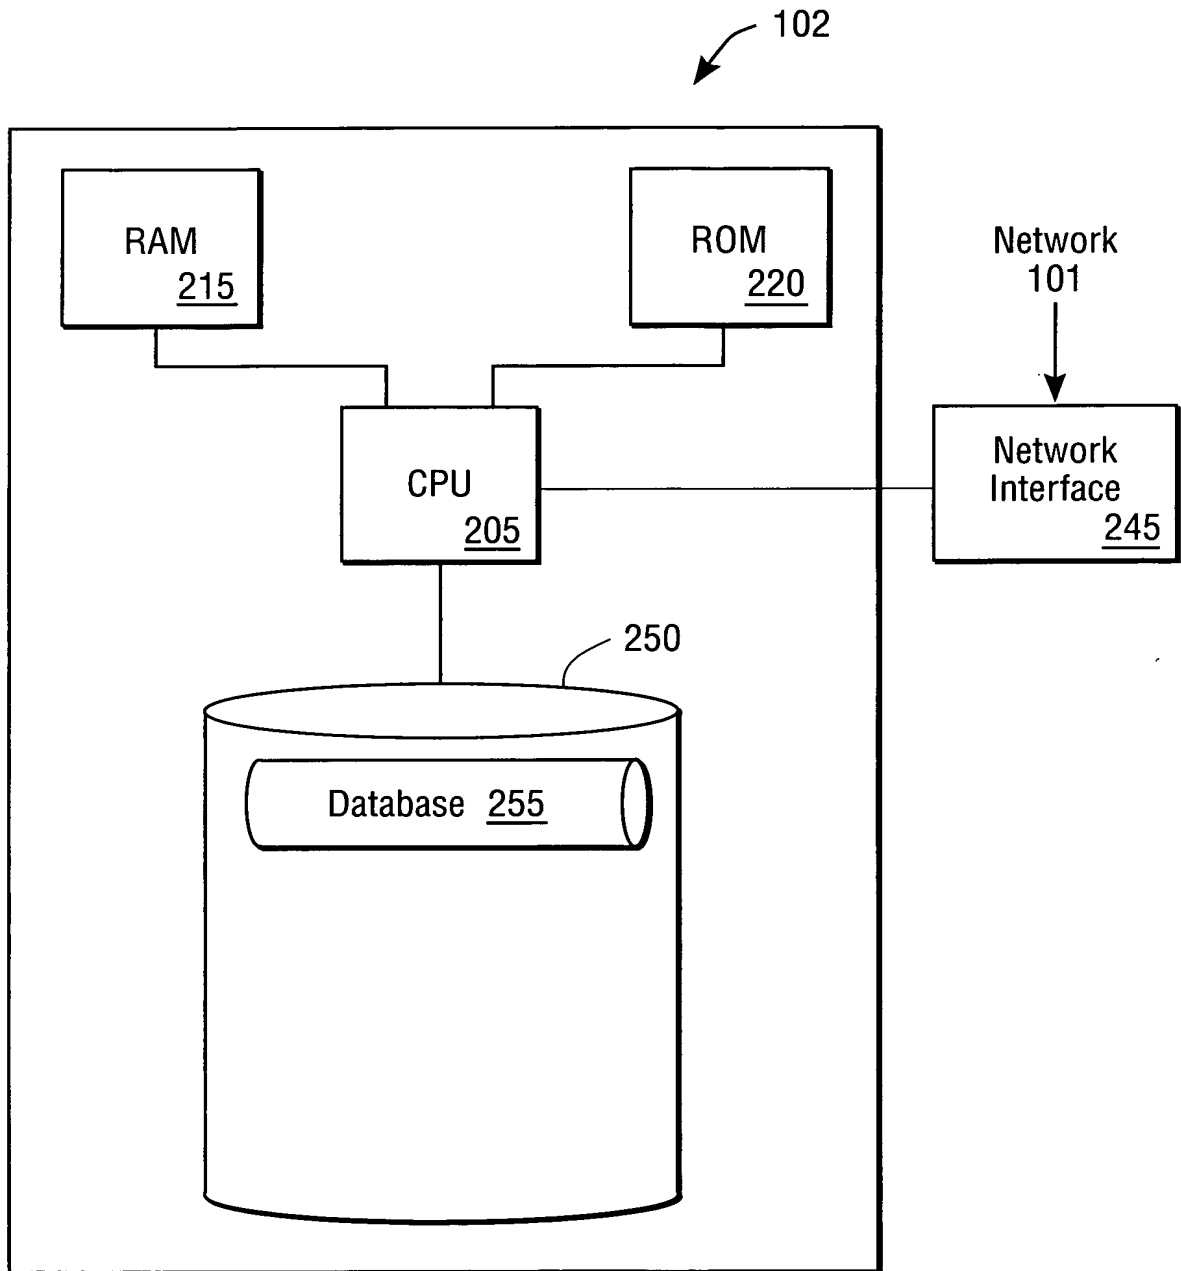 102
RAM
215
ROM
220
Network
101
CPU
205
Network
Interface
245
250
Database 255